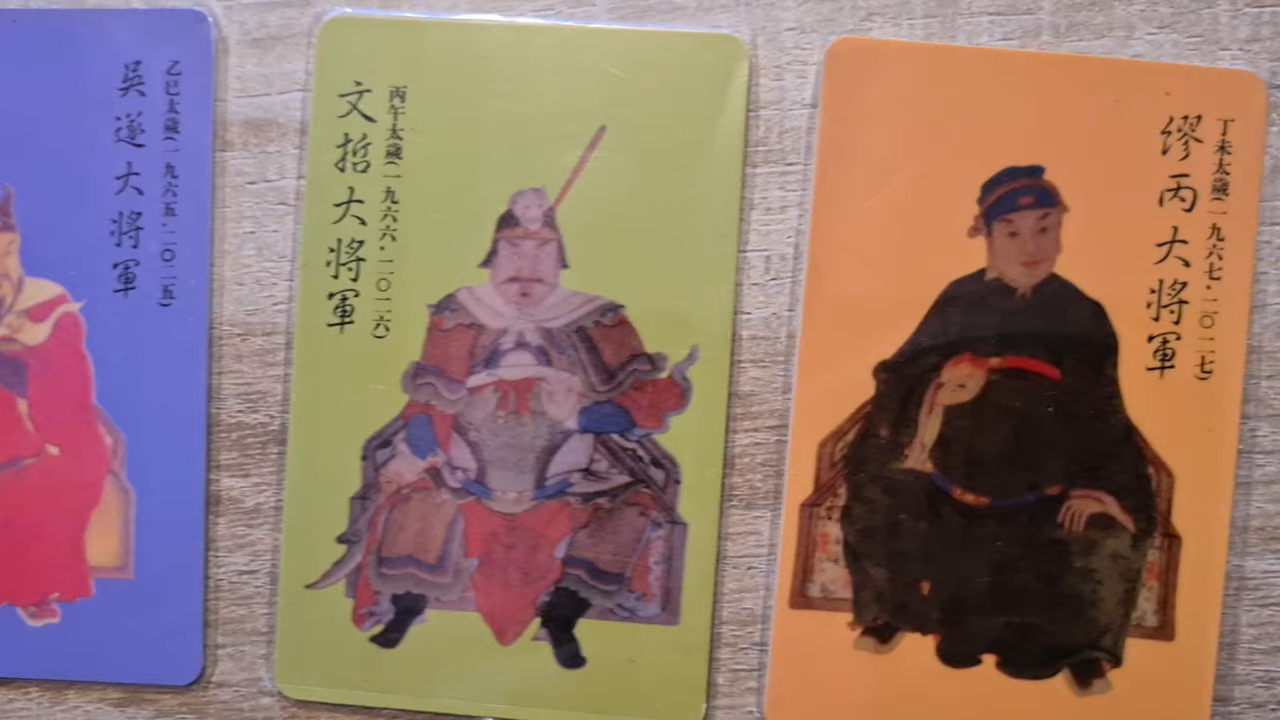 乙巳太歲(一九六五.二〇二五)
吳遂大將軍
丙午太歲(一九六六.二〇二六)
文哲大將軍
丁未太歲(一九六七.二〇二七)
繆丙大將軍